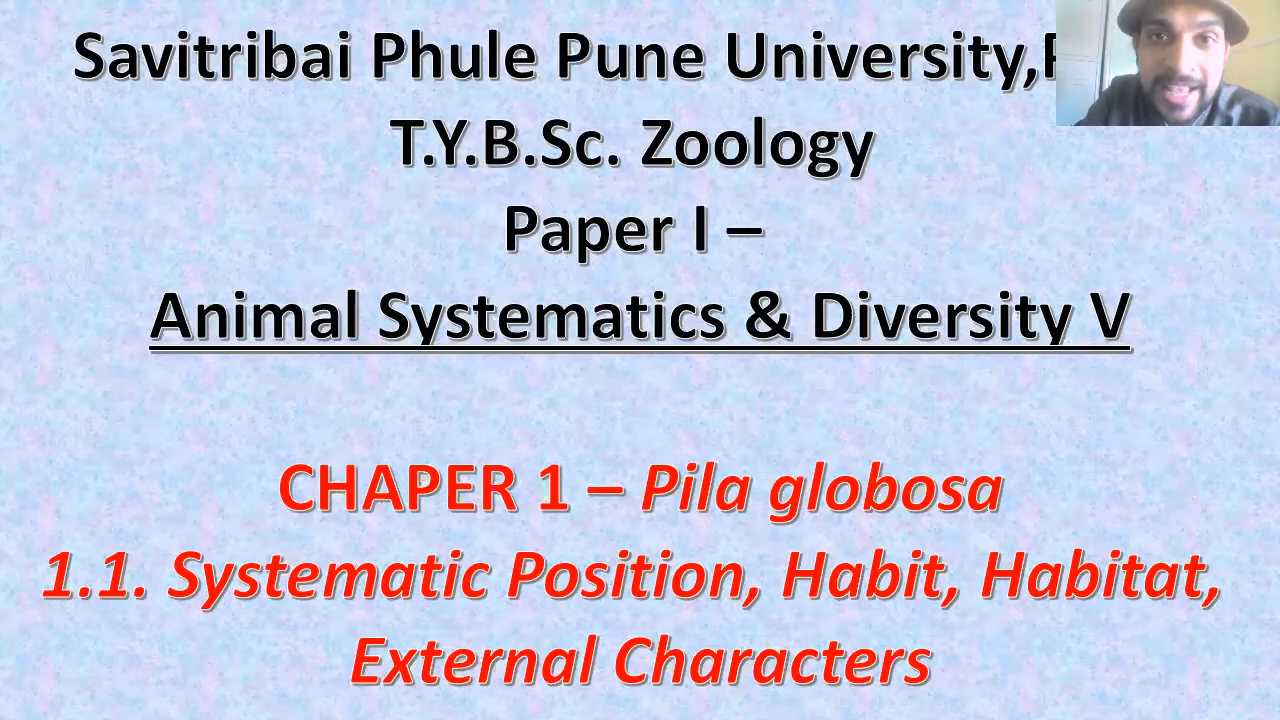 Savitribai Phule Pune University,
T.Y.B.Sc. Zoology
Paper I –
Animal Systematics & Diversity V
CHAPER 1 – Pila globosa
1.1. Systematic Position, Habit, Habitat,
External Characters